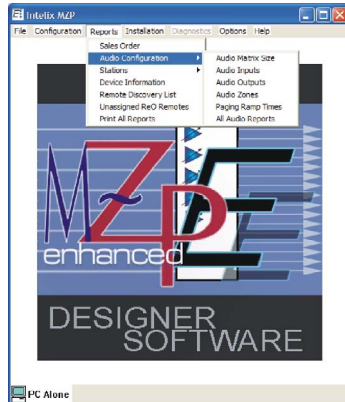 Intelix MZP
File Configuration Reports Installation Diagnostics Options Help
Sales Order
Audio Configuration
Stations
Device Information
Remote Discovery List
Unassigned ReO Remotes
Print All Reports
Audio Matrix Size
Audio Inputs
Audio Outputs
Audio Zones
Paging Ramp Times
All Audio Reports
MZP E
enhanced
DESIGNER
SOFTWARE
PC Alone